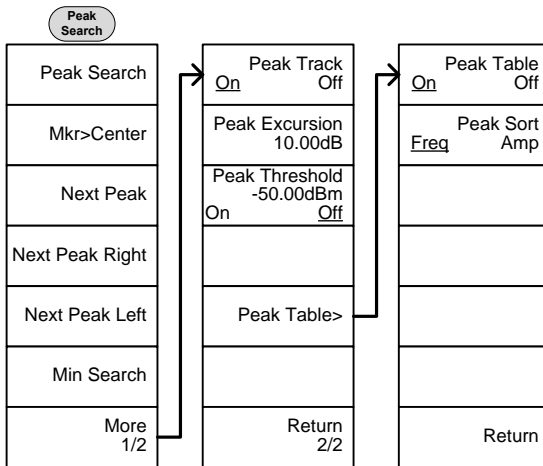 Peak
Search
Peak Search
Mkr>Center
Next Peak
Next Peak Right
Next Peak Left
Min Search
More
1/2
Peak Track
On Off
Peak Excursion
10.00dB
Peak Threshold
-50.00dBm
On Off
Peak Table>
Return
2/2
Peak Table
On Off
Peak Sort
Freq Amp
Return